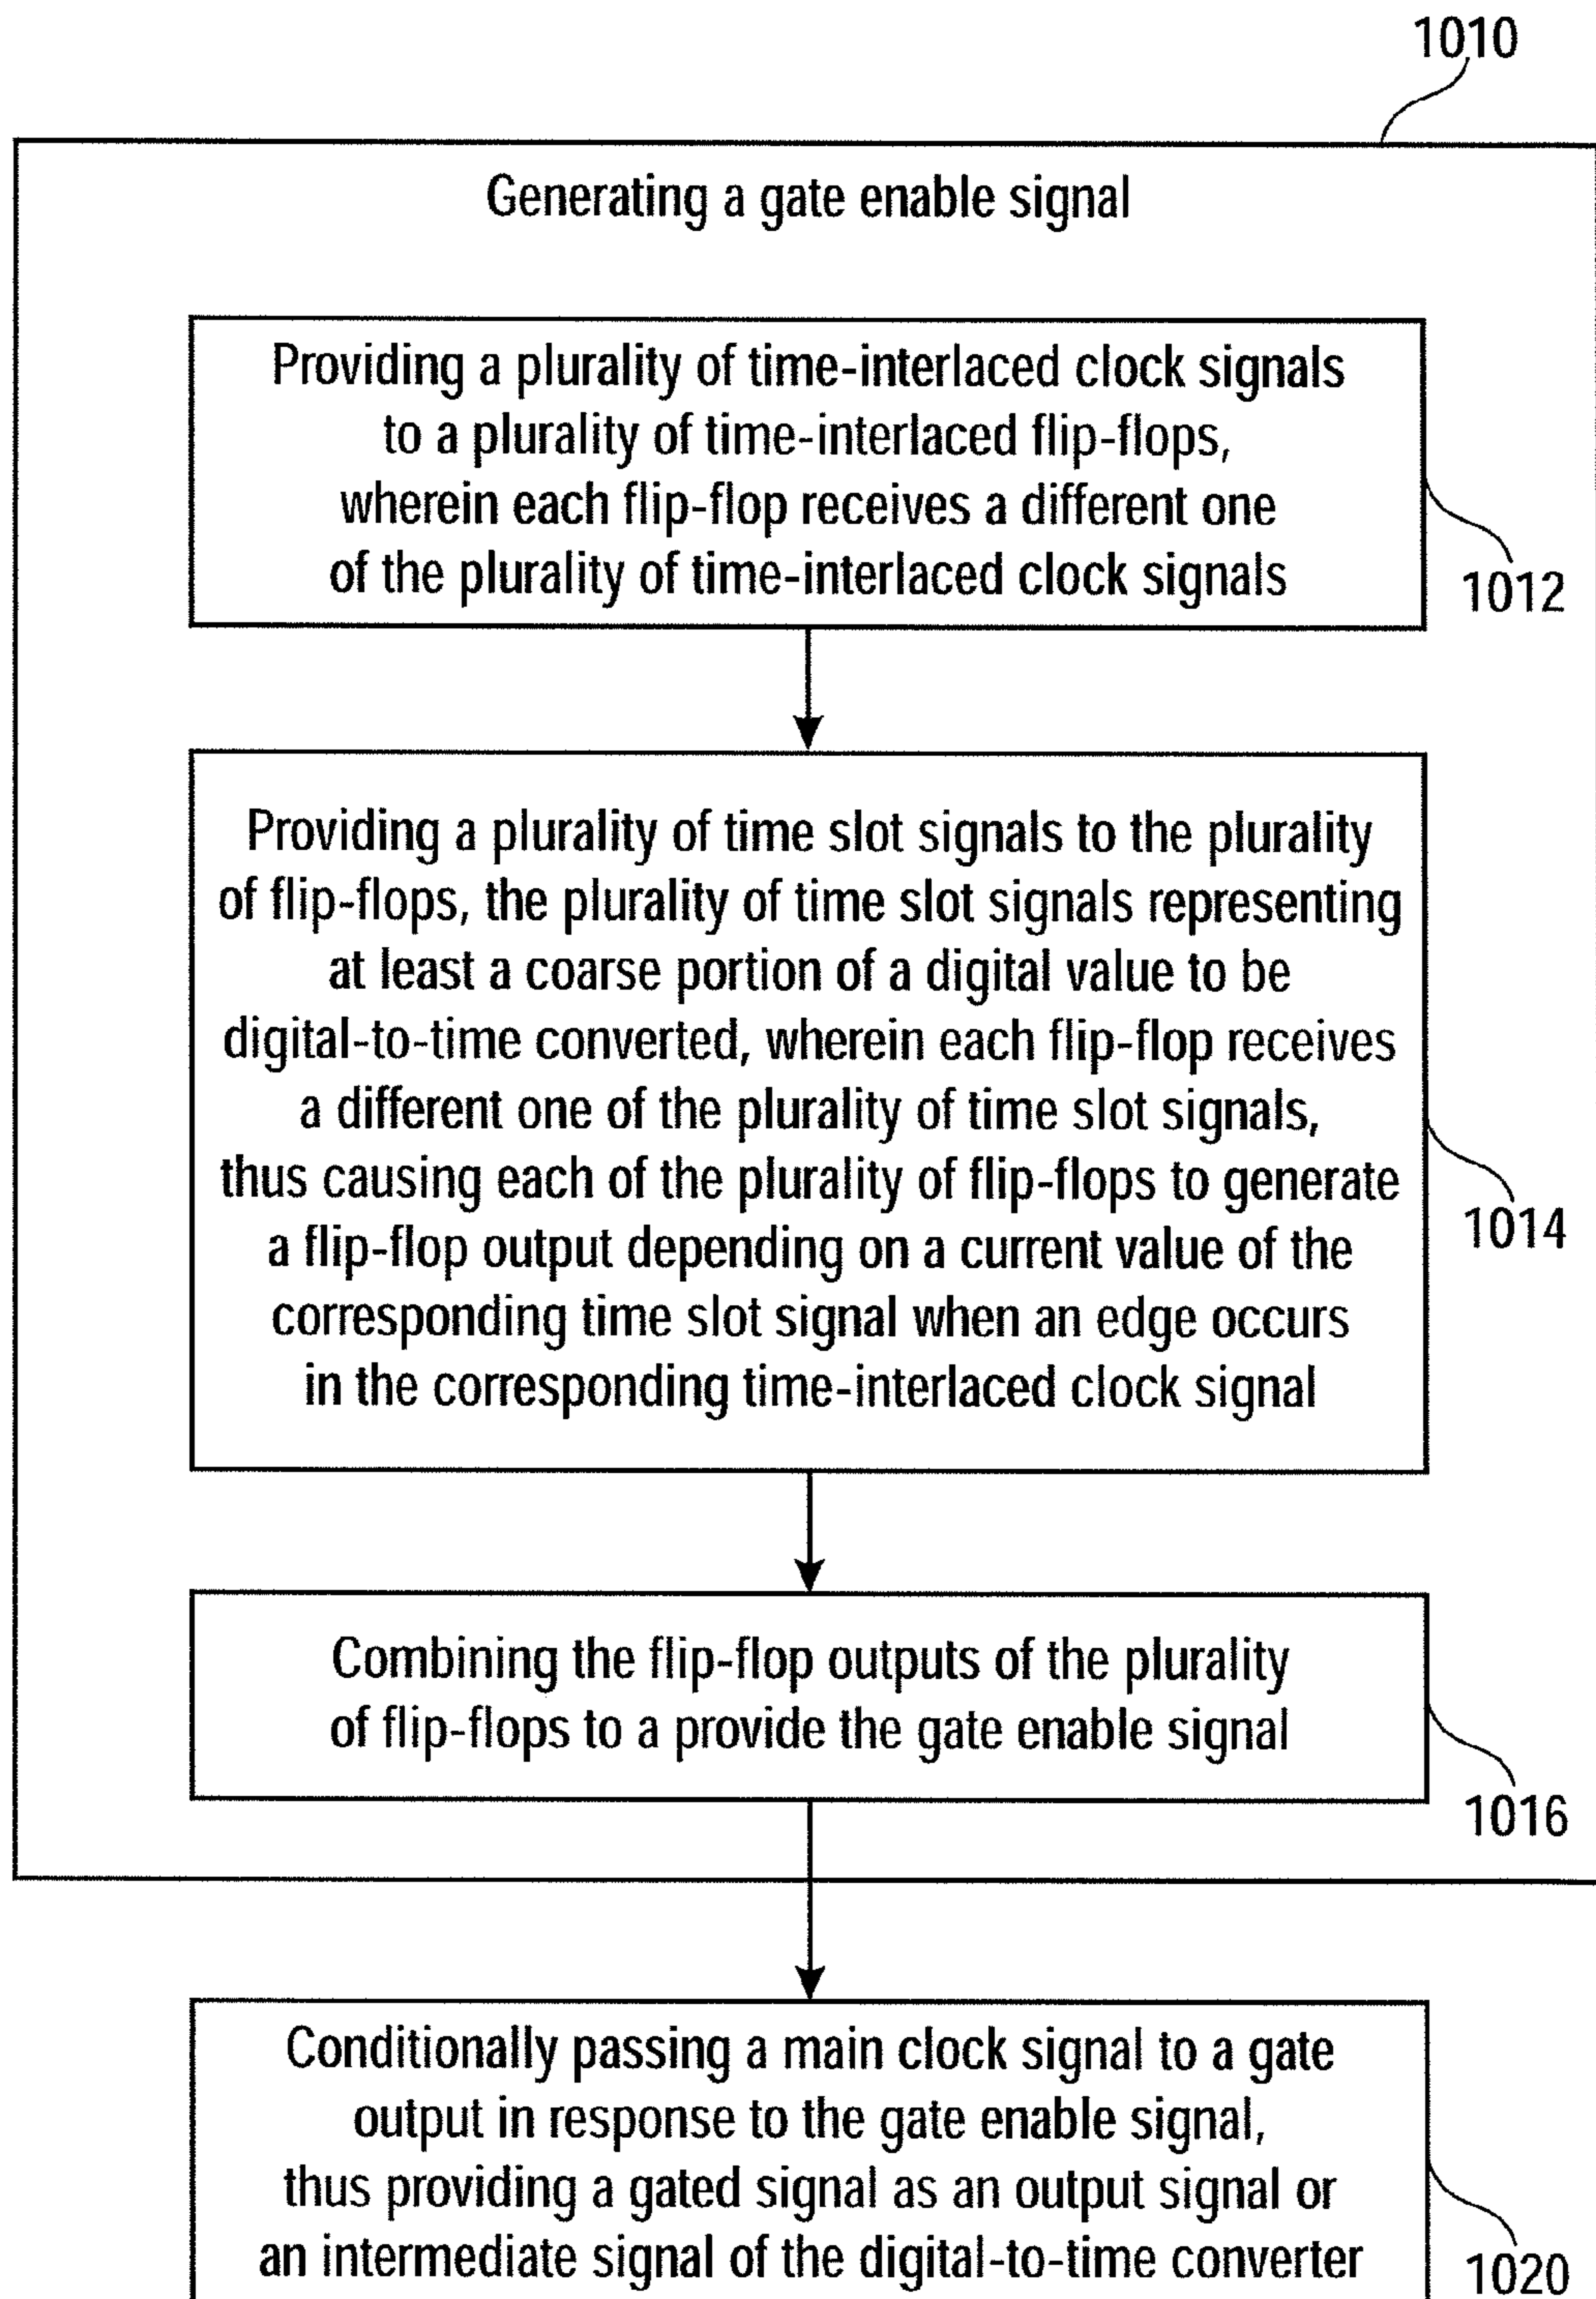 1010
Generating a gate enable signal
Providing a plurality of time-interlaced clock signals
to a plurality of time-interlaced flip-flops,
wherein each flip-flop receives a different one
of the plurality of time-interlaced clock signals
1012
Providing a plurality of time slot signals to the plurality
of flip-flops, the plurality of time slot signals representing
at least a coarse portion of a digital value to be
digital-to-time converted, wherein each flip-flop receives
a different one of the plurality of time slot signals,
thus causing each of the plurality of flip-flops to generate
a flip-flop output depending on a current value of the
corresponding time slot signal when an edge occurs
in the corresponding time-interlaced clock signal
1014
Combining the flip-flop outputs of the plurality
of flip-flops to a provide the gate enable signal
1016
Conditionally passing a main clock signal to a gate
output in response to the gate enable signal,
thus providing a gated signal as an output signal or
an intermediate signal of the digital-to-time converter
1020